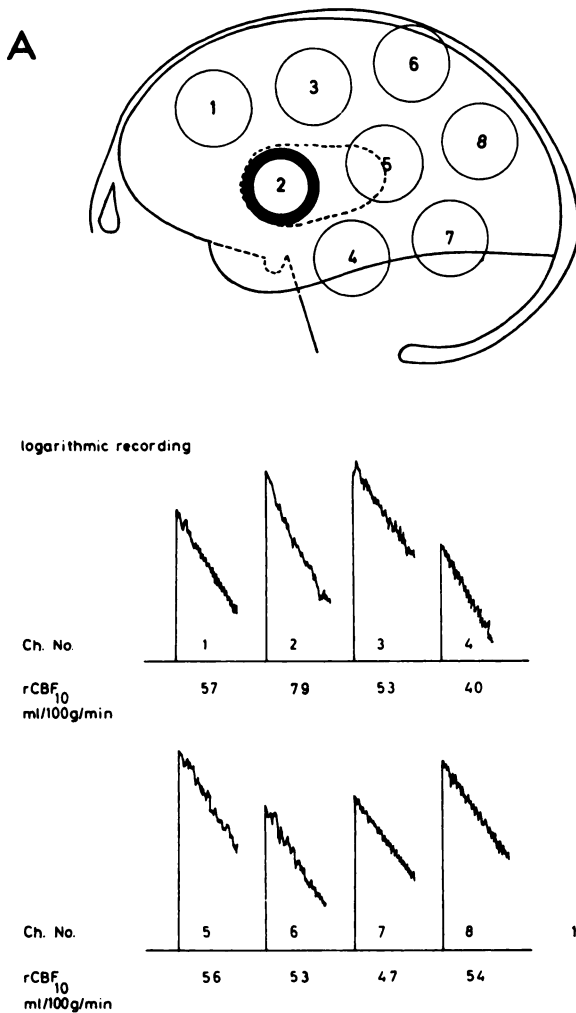 A
1 3 6
8
2 5
4 7
logarithmic recording
Ch. No. 1 2 3 4
rCBF10 57 79 53 40
ml/100g/min
Ch. No. 5 6 7 8 1
rCBF10 56 53 47 54
ml/100g/min